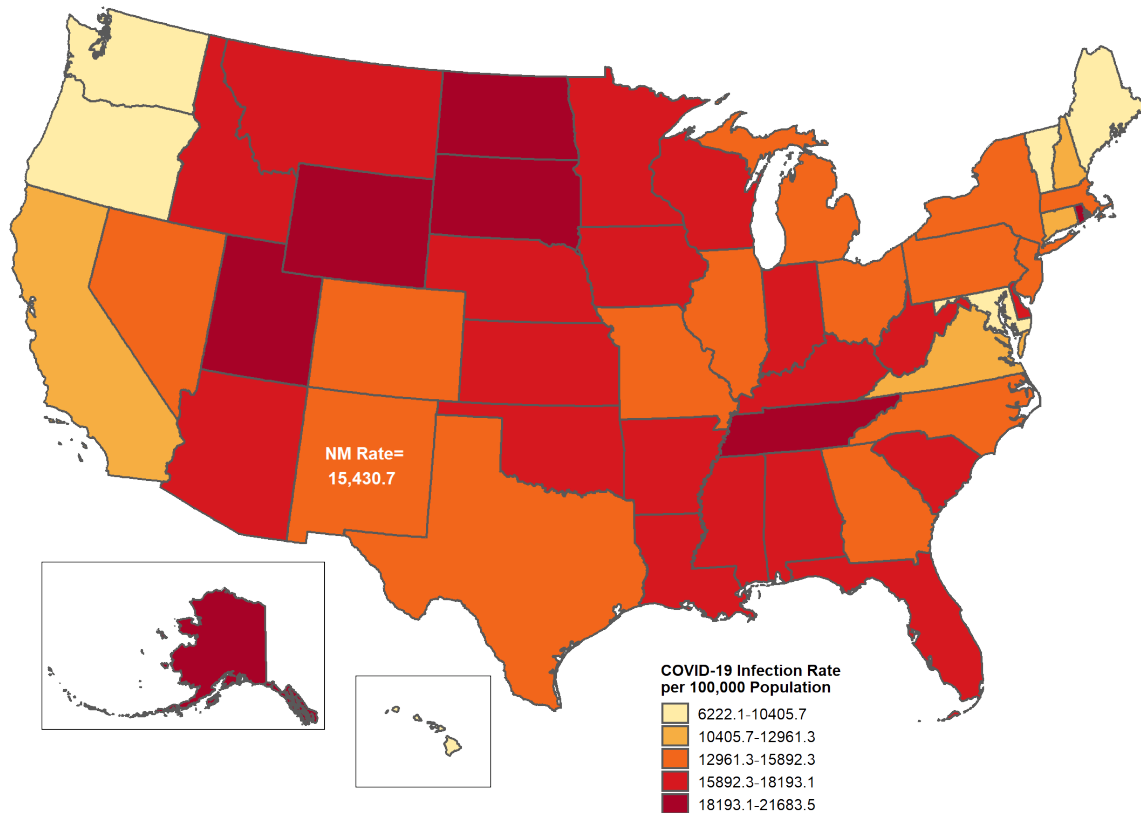 NM Rate=
15,430.7
COVID-19 Infection Rate
per 100,000 Population
6222.1-10405.7
10405.7-12961.3
12961.3-15892.3
15892.3-18193.1
18193.1-21683.5